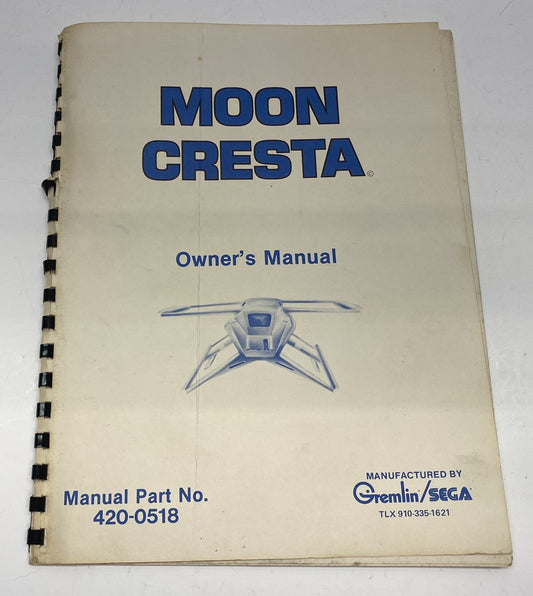 MOON
CRESTA©
Owner's Manual
Manual Part No.
420-0518
MANUFACTURED BY
Gremlin/SEGA
TLX 910-335-1621